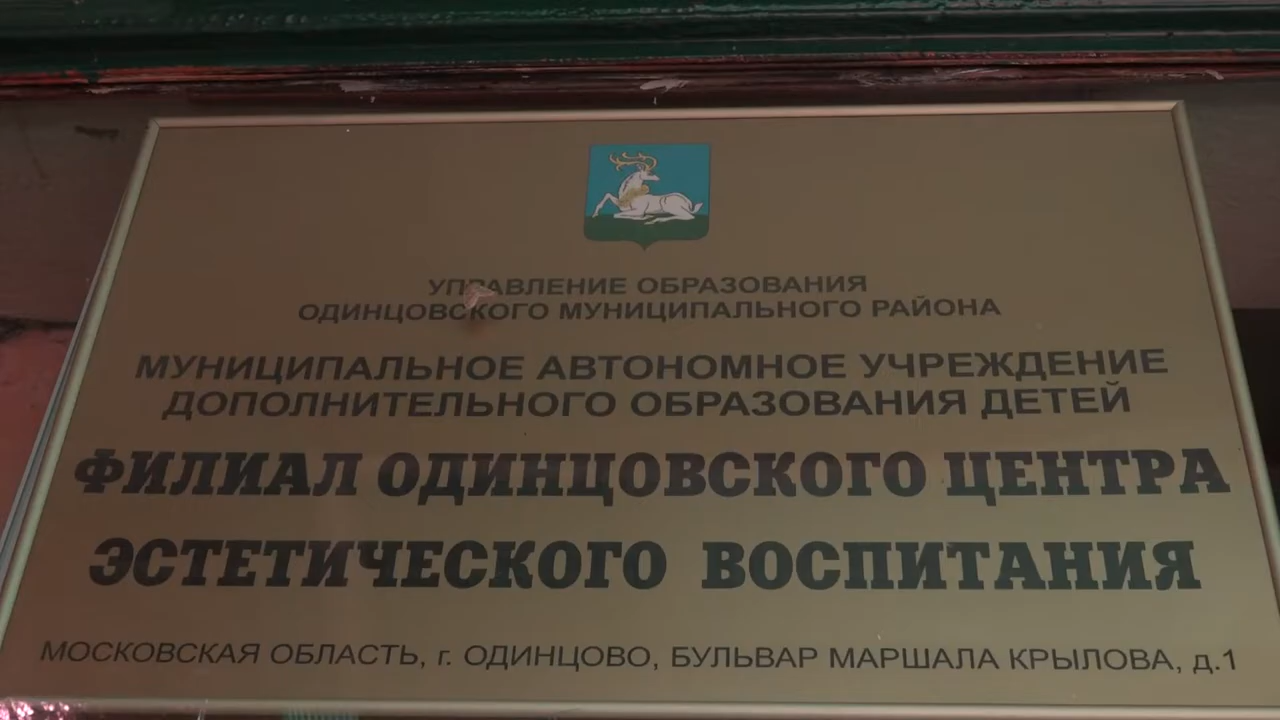 УПРАВЛЕНИЕ ОБРАЗОВАНИЯ
ОДИНЦОВСКОГО МУНИЦИПАЛЬНОГО РАЙОНА
МУНИЦИПАЛЬНОЕ АВТОНОМНОЕ УЧРЕЖДЕНИЕ
ДОПОЛНИТЕЛЬНОГО ОБРАЗОВАНИЯ ДЕТЕЙ
ФИЛИАЛ ОДИНЦОВСКОГО ЦЕНТРА
ЭСТЕТИЧЕСКОГО ВОСПИТАНИЯ
МОСКОВСКАЯ ОБЛАСТЬ, г. ОДИНЦОВО, БУЛЬВАР МАРШАЛА КРЫЛОВА, д.1